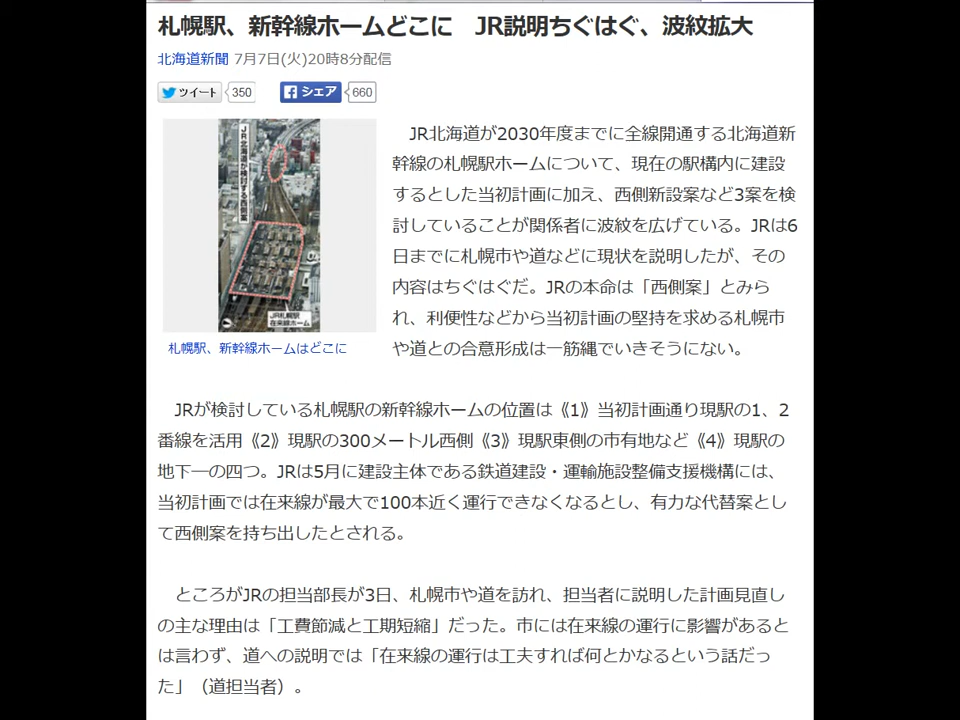 札幌駅、新幹線ホームどこに　JR説明ちぐはぐ、波紋拡大
北海道新聞 7月7日(火)20時8分配信
ツイート 350 シェア 660
JR北海道が検討する西側案
JR札幌駅
在来線ホーム
札幌駅、新幹線ホームはどこに
　JR北海道が2030年度までに全線開通する北海道新
幹線の札幌駅ホームについて、現在の駅構内に建設
するとした当初計画に加え、西側新設案など3案を検
討していることが関係者に波紋を広げている。JRは6
日までに札幌市や道などに現状を説明したが、その
内容はちぐはぐだ。JRの本命は「西側案」とみら
れ、利便性などから当初計画の堅持を求める札幌市
や道との合意形成は一筋縄でいきそうにない。
　JRが検討している札幌駅の新幹線ホームの位置は《1》当初計画通り現駅の1、2
番線を活用《2》現駅の300メートル西側《3》現駅東側の市有地など《4》現駅の
地下―の四つ。JRは5月に建設主体である鉄道建設・運輸施設整備支援機構には、
当初計画では在来線が最大で100本近く運行できなくなるとし、有力な代替案とし
て西側案を持ち出したとされる。
　ところがJRの担当部長が3日、札幌市や道を訪れ、担当者に説明した計画見直し
の主な理由は「工費節減と工期短縮」だった。市には在来線の運行に影響があると
は言わず、道への説明では「在来線の運行は工夫すれば何とかなるという話だっ
た」（道担当者）。